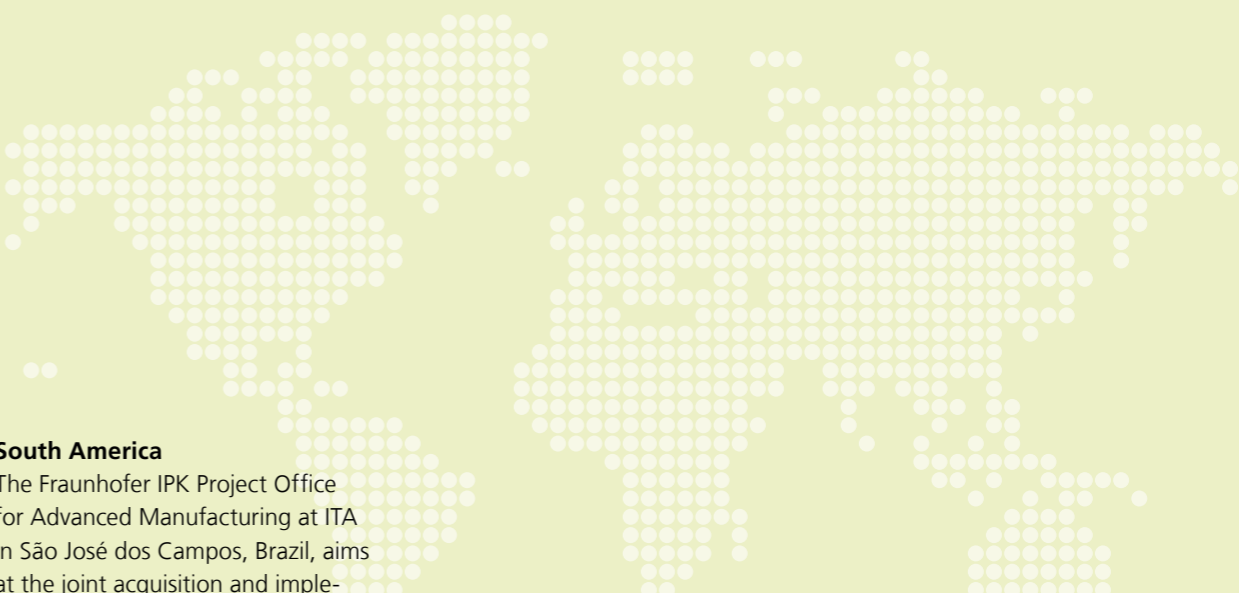 South America
The Fraunhofer IPK Project Office
for Advanced Manufacturing at ITA
in São José dos Campos, Brazil, aims
at the joint acquisition and imple-